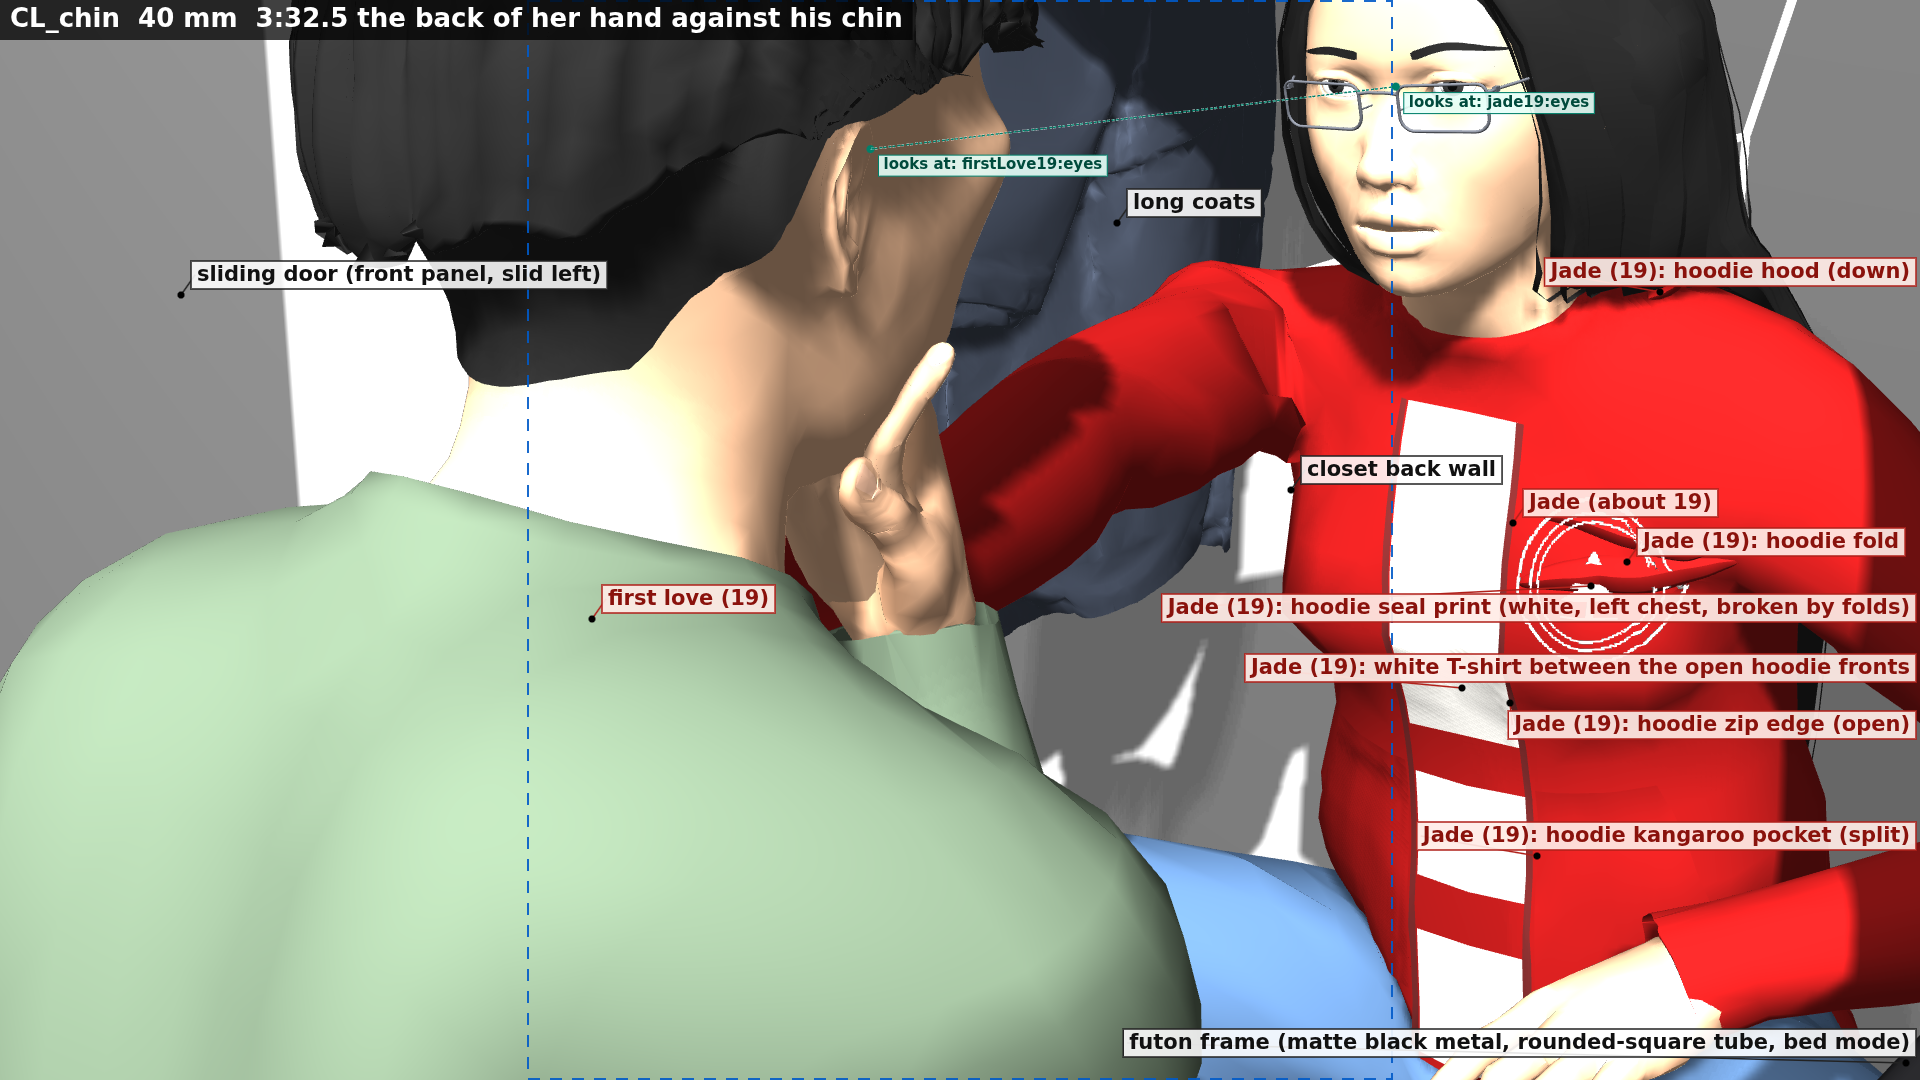 CL_chin 40 mm 3:32.5 the back of her hand against his chin
looks at: jade19:eyes
looks at: firstLove19:eyes
long coats
sliding door (front panel, slid left)
Jade (19): hoodie hood (down)
closet back wall
Jade (about 19)
Jade (19): hoodie fold
first love (19)
Jade (19): hoodie seal print (white, left chest, broken by folds)
Jade (19): white T-shirt between the open hoodie fronts
Jade (19): hoodie zip edge (open)
Jade (19): hoodie kangaroo pocket (split)
futon frame (matte black metal, rounded-square tube, bed mode)